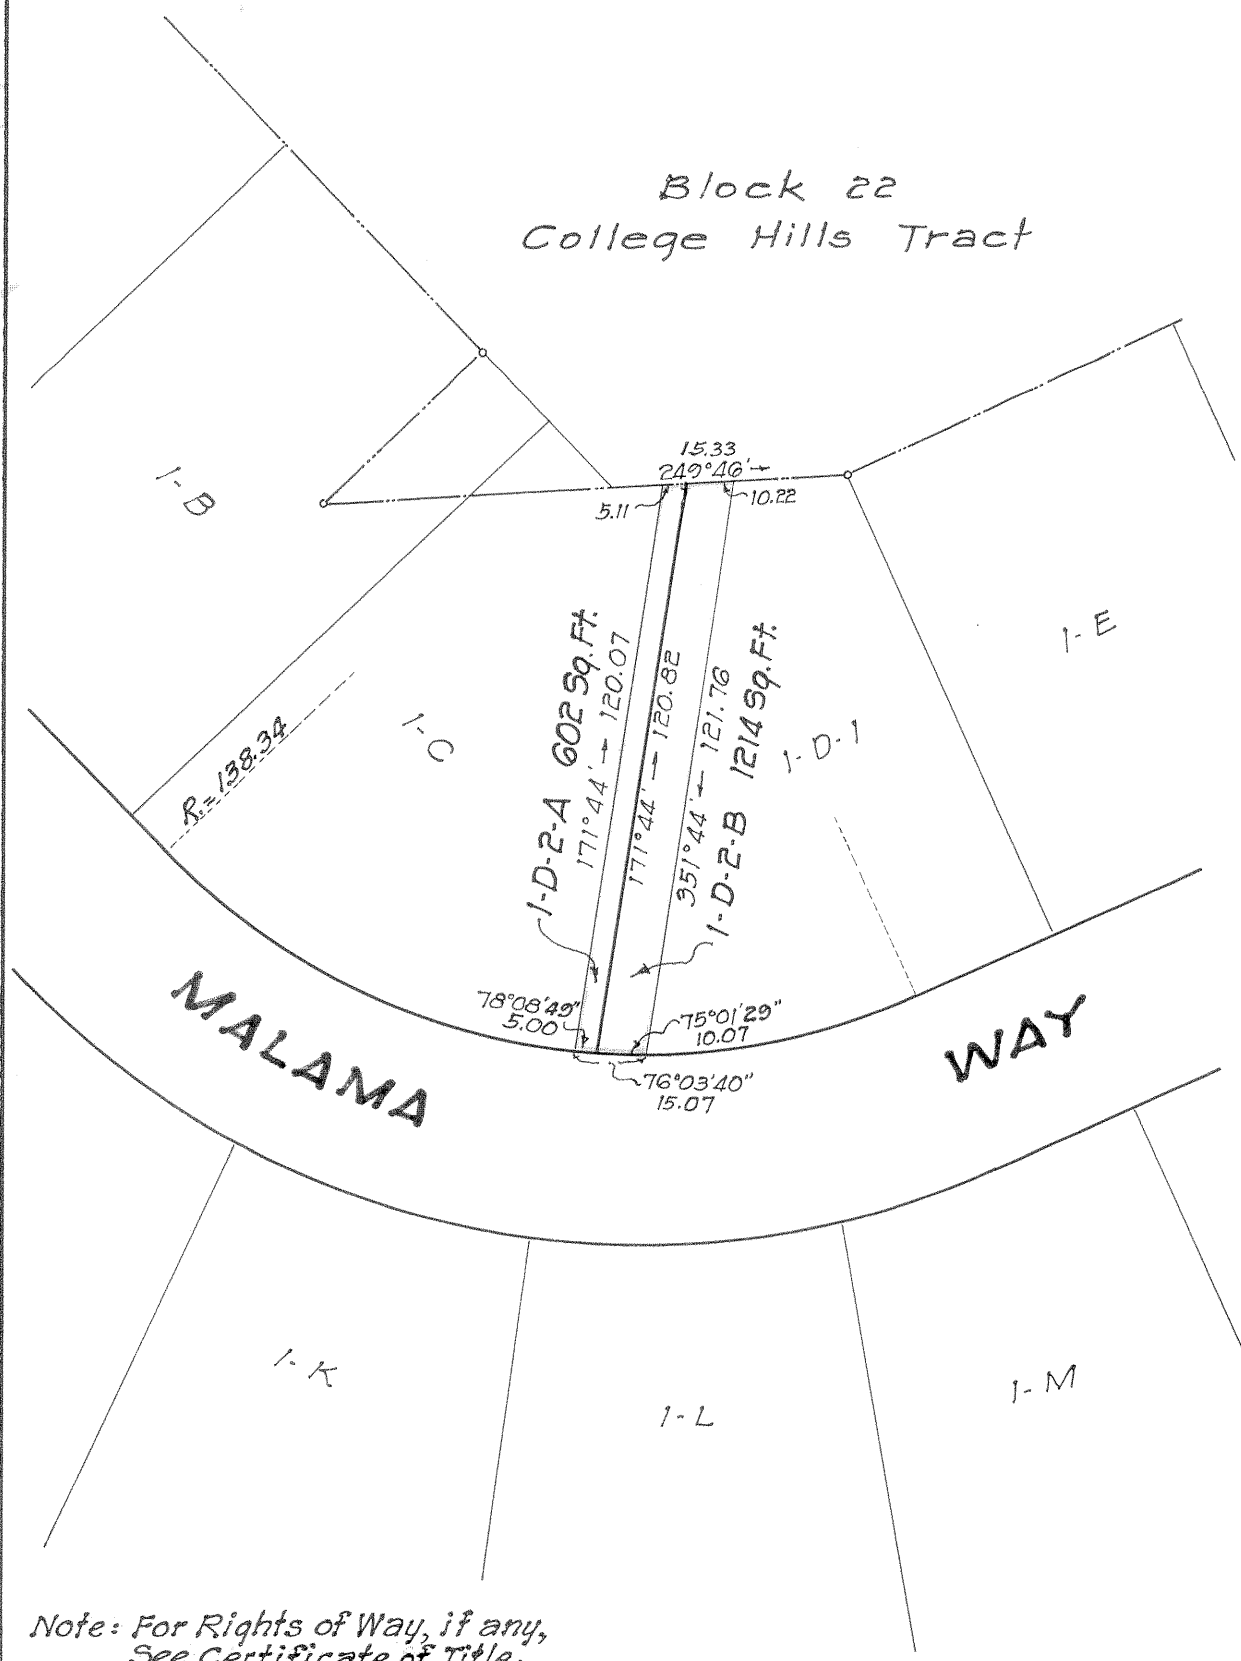 Block 22
College Hills Tract
15.33
249°46'
5.11
10.22
1-B
1-C
R.=138.34
1-D-2-A 602 Sq.Ft.
171°44' 120.07
171°44' 120.82
351°44' 121.76
1-D-2-B 1214 Sq.Ft.
1-D-1
1-E
78°08'49"
5.00
75°01'29"
10.07
76°03'40"
15.07
MALAMA WAY
1-K
1-L
1-M
Note: For Rights of Way, if any,
See Certificate of Title.